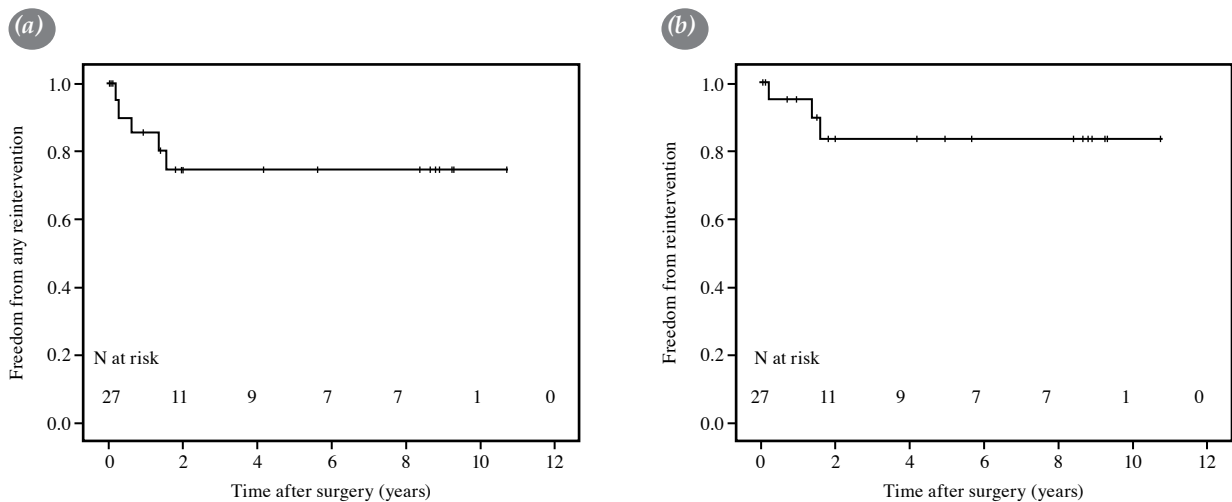 (a)
Freedom from any reintervention
1.0
0.8
0.6
0.4
0.2
0.0
N at risk
27 11 9 7 7 1 0
0 2 4 6 8 10 12
Time after surgery (years)
(b)
Freedom from reintervention
1.0
0.8
0.6
0.4
0.2
0.0
N at risk
27 11 9 7 7 1 0
0 2 4 6 8 10 12
Time after surgery (years)